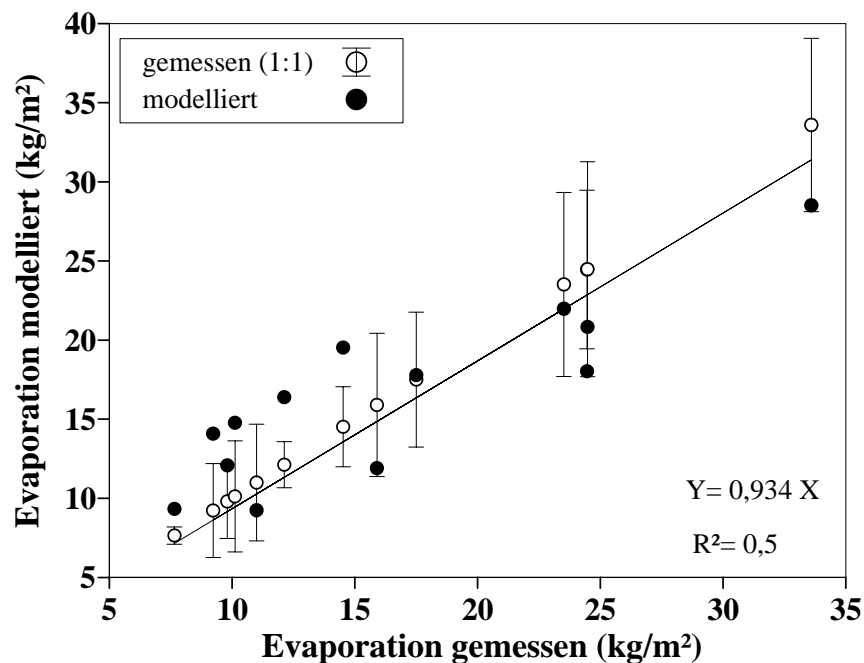 gemessen (1:1)
modelliert
Evaporation modelliert (kg/m²)
40
35
30
25
20
15
10
5
Y= 0,934 X
R²= 0,5
5 10 15 20 25 30 35
Evaporation gemessen (kg/m²)